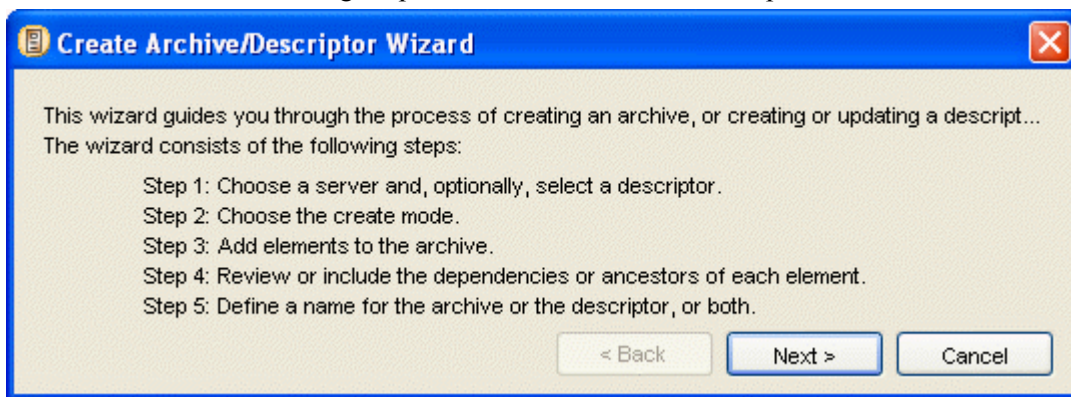 Create Archive/Descriptor Wizard
This wizard guides you through the process of creating an archive, or creating or updating a descript...
The wizard consists of the following steps:
Step 1: Choose a server and, optionally, select a descriptor.
Step 2: Choose the create mode.
Step 3: Add elements to the archive.
Step 4: Review or include the dependencies or ancestors of each element.
Step 5: Define a name for the archive or the descriptor, or both.
< Back Next > Cancel